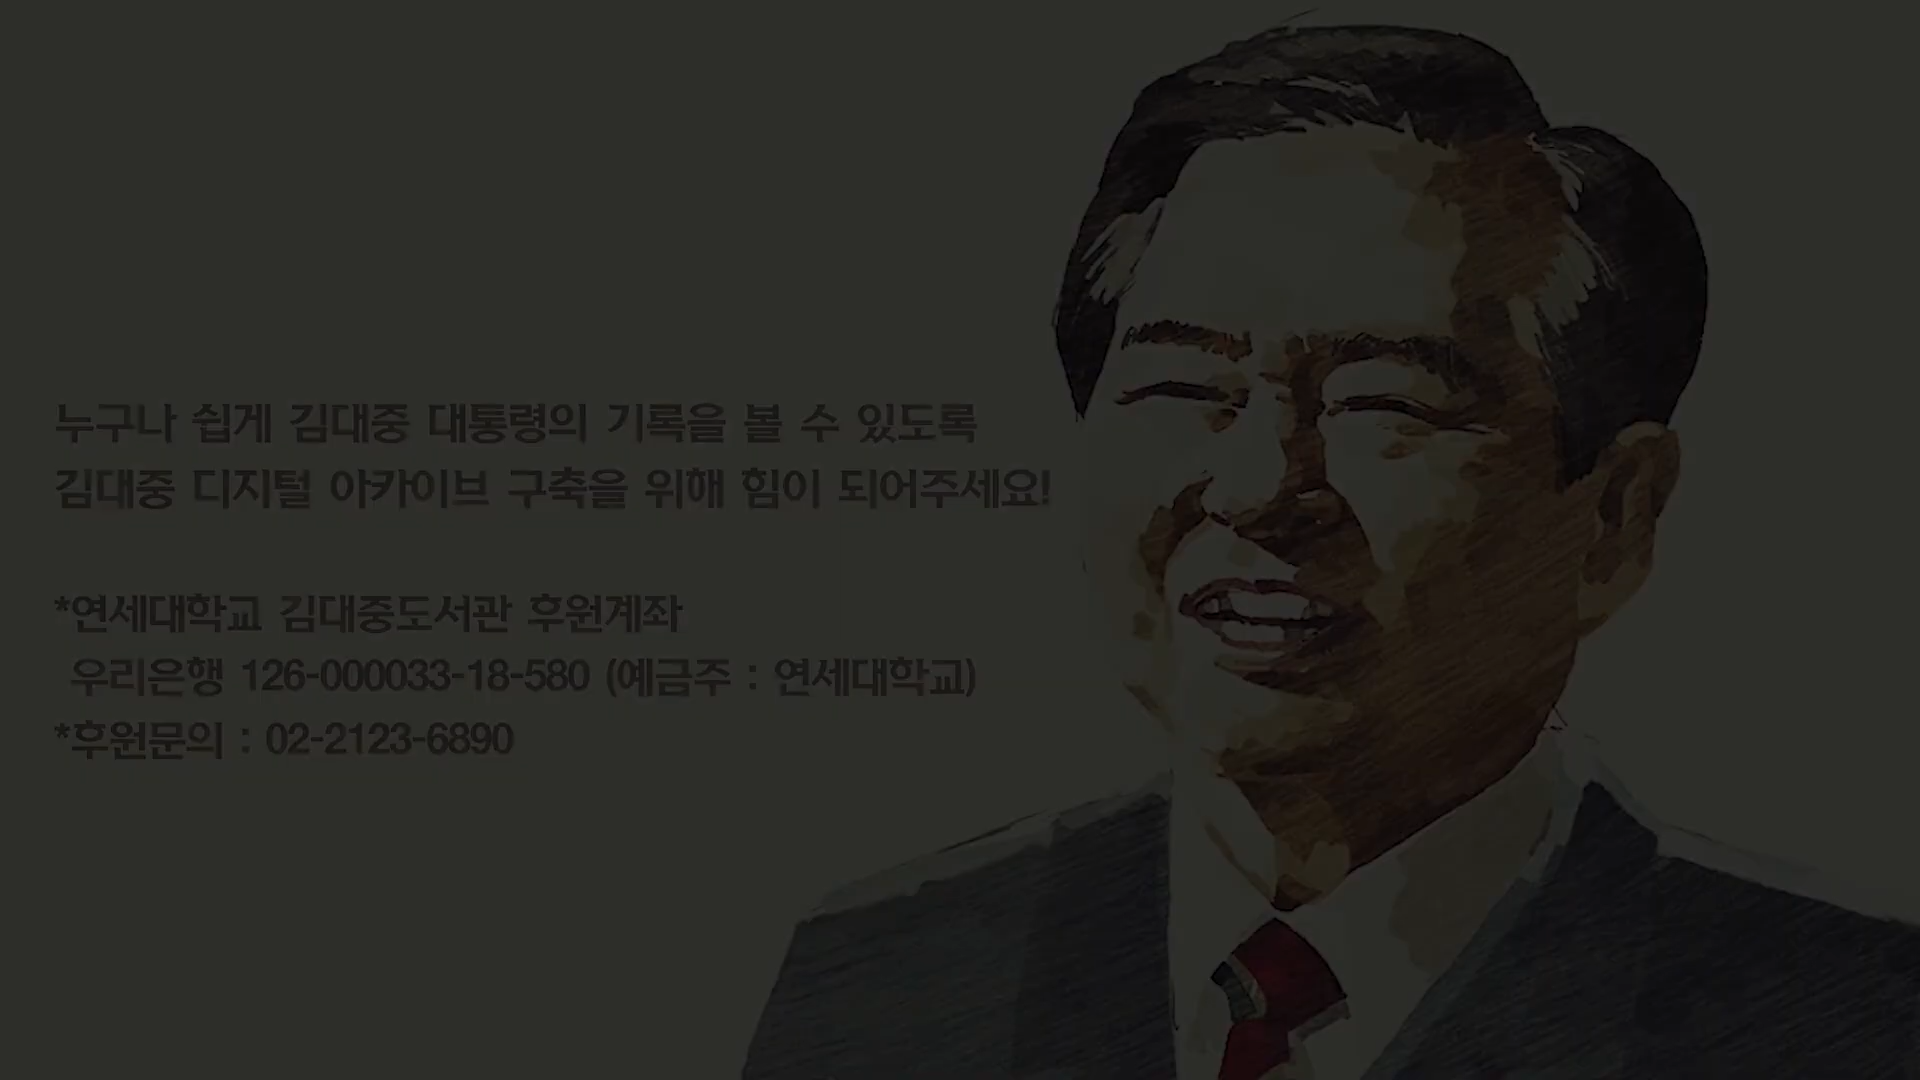 누구나 쉽게 김대중 대통령의 기록을 볼 수 있도록
김대중 디지털 아카이브 구축을 위해 힘이 되어주세요!
*연세대학교 김대중도서관 후원계좌
우리은행 126-000033-18-580 (예금주 : 연세대학교)
*후원문의 : 02-2123-6890